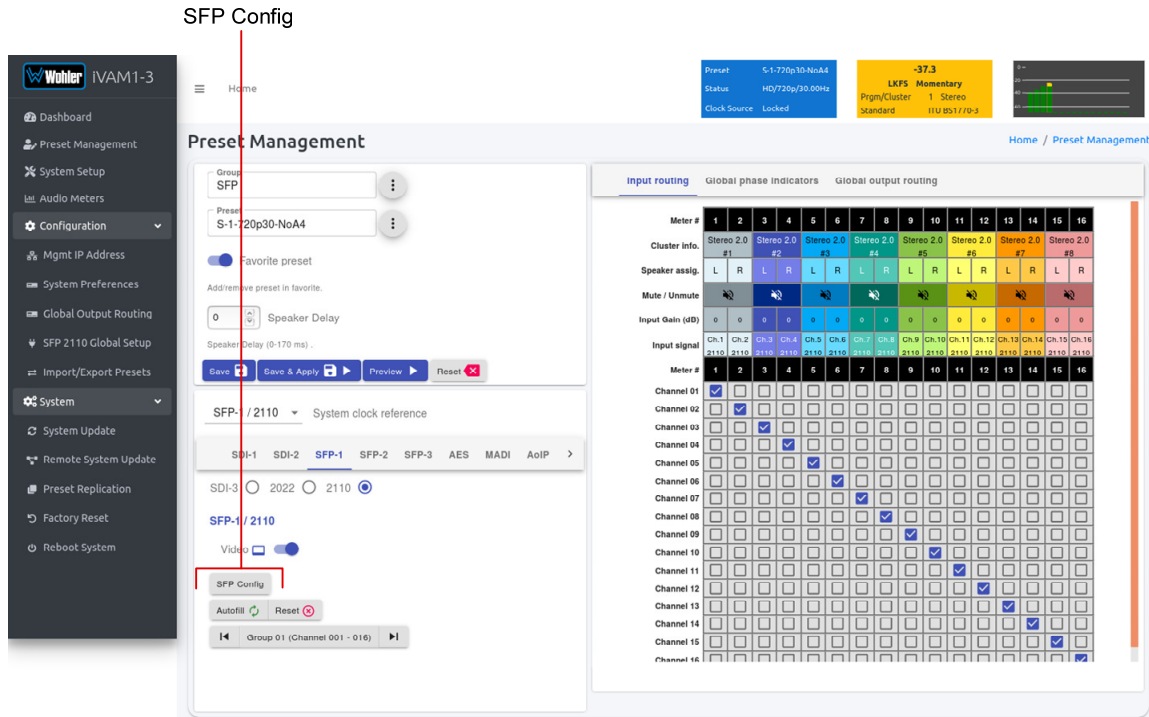 SFP Config
Wohler iVAM1-3
Dashboard
Preset Management
System Setup
Audio Meters
Configuration
Mgmt IP Address
System Preferences
Global Output Routing
SFP 2110 Global Setup
Import/Export Presets
System
System Update
Remote System Update
Preset Replication
Factory Reset
Reboot System
Home
Preset S-1-720p30-NoA4
Status HD/720p/30.00Hz
Clock Source Locked
-37.3
LKFS Momentary
Prgm/Cluster 1 Stereo
Standard ITU BS1770-3
0
-20
-40
-60
Preset Management
Home / Preset Management
Group
SFP
Preset
S-1-720p30-NoA4
Favorite preset
Add/remove preset in favorite.
0 Speaker Delay
Speaker Delay (0-170 ms) .
Save Save & Apply Preview Reset
SFP-1 / 2110 System clock reference
SDI-1 SDI-2 SFP-1 SFP-2 SFP-3 AES MADI AoIP
SDI-3 2022 2110
SFP-1 / 2110
Video
SFP Config
Autofill Reset
Group 01 (Channel 001 - 016)
Input routing Global phase indicators Global output routing
Meter # 1 2 3 4 5 6 7 8 9 10 11 12 13 14 15 16
Cluster info. Stereo 2.0 #1 Stereo 2.0 #2 Stereo 2.0 #3 Stereo 2.0 #4 Stereo 2.0 #5 Stereo 2.0 #6 Stereo 2.0 #7 Stereo 2.0 #8
Speaker assig. L R L R L R L R L R L R L R L R
Mute / Unmute
Input Gain (dB) 0 0 0 0 0 0 0 0 0 0 0 0 0 0 0 0
Input signal Ch.1 Ch.2 Ch.3 Ch.4 Ch.5 Ch.6 Ch.7 Ch.8 Ch.9 Ch.10 Ch.11 Ch.12 Ch.13 Ch.14 Ch.15 Ch.16
2110 2110 2110 2110 2110 2110 2110 2110 2110 2110 2110 2110 2110 2110 2110 2110
Meter # 1 2 3 4 5 6 7 8 9 10 11 12 13 14 15 16
Channel 01
Channel 02
Channel 03
Channel 04
Channel 05
Channel 06
Channel 07
Channel 08
Channel 09
Channel 10
Channel 11
Channel 12
Channel 13
Channel 14
Channel 15
Channel 16